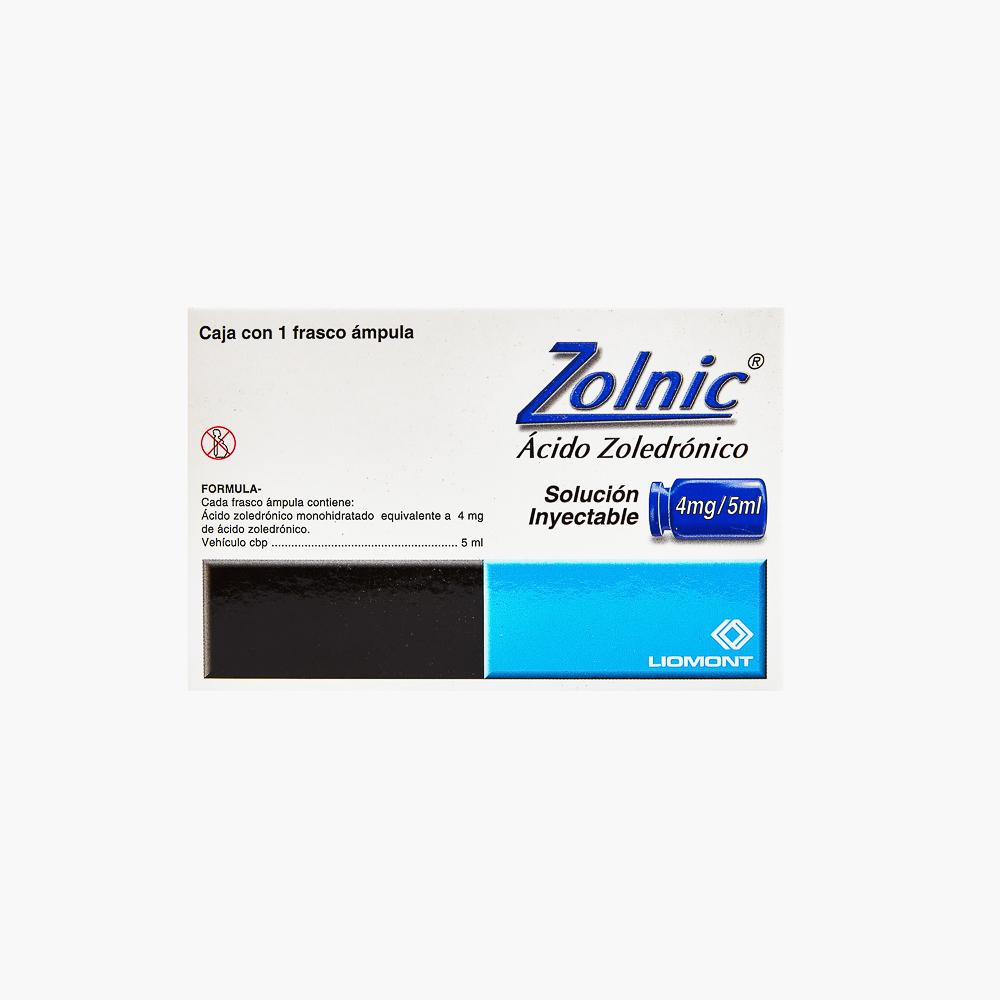 Caja con 1 frasco ámpula
Zolnic®
Ácido Zoledrónico
Solución
Inyectable
4mg/5ml
FORMULA-
Cada frasco ámpula contiene:
Ácido zoledrónico monohidratado equivalente a 4 mg
de ácido zoledrónico.
Vehículo cbp ........................................................ 5 ml
LIOMONT